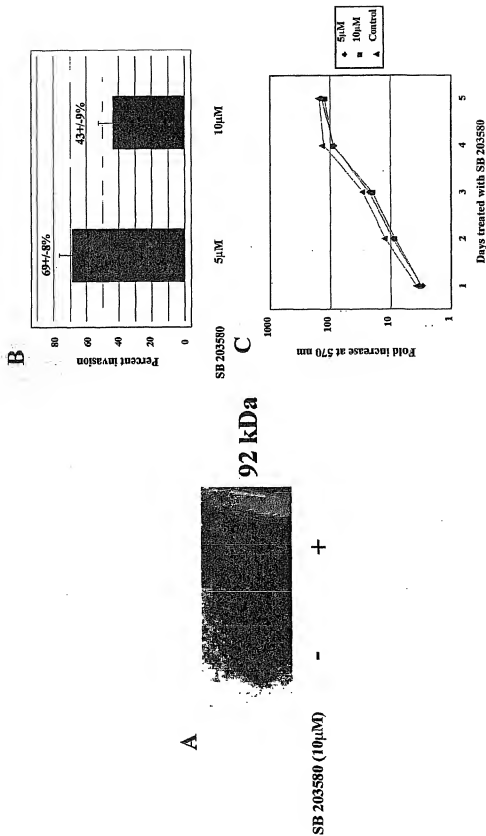 A
92 kDa
SB 203580 (10μM)
-
+
B
Percent invasion
80
60
40
20
0
69+/-8%
43+/-9%
SB 203580
5μM
10μM
C
Fold increase at 570 nm
1000
100
10
1
1
2
3
4
5
Days treated with SB 203580
5μM
10μM
Control